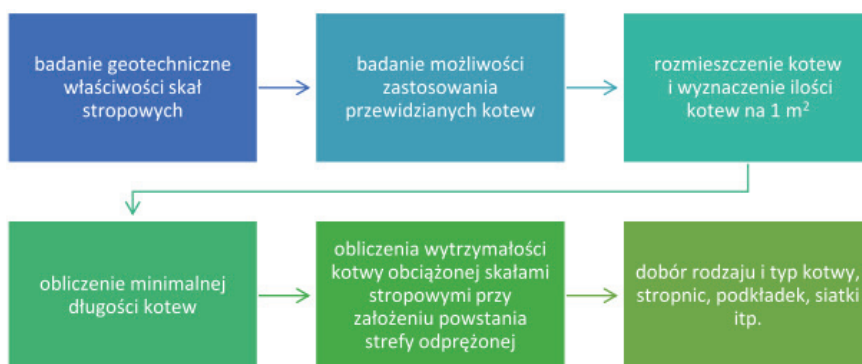 badanie geotechniczne
właściwości skał
stropowych
badanie możliwości
zastosowania
przewidzianych kotew
rozmieszczenie kotew
i wyznaczenie ilości
kotew na 1 m²
obliczenie minimalnej
długości kotew
obliczenia wytrzymałości
kotwy obciążonej skałami
stropowymi przy
założeniu powstania
strefy odprężonej
dobór rodzaju i typ kotwy,
stropnic, podkładek, siatki
itp.